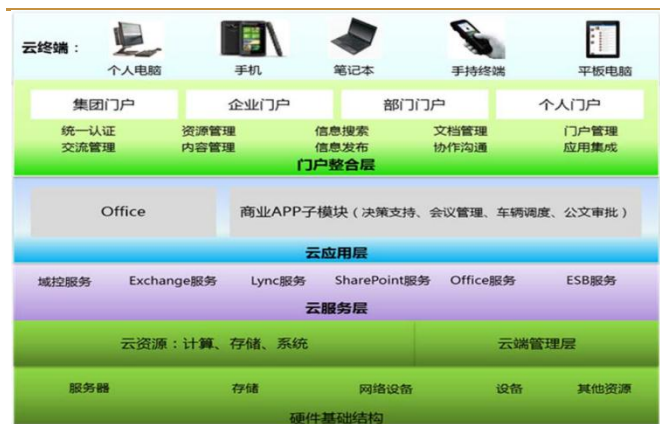 云终端：
个人电脑 手机 笔记本 手持终端 平板电脑
集团门户 企业门户 部门门户 个人门户
统一认证 资源管理 信息搜索 文档管理 门户管理
交流管理 内容管理 信息发布 协作沟通 应用集成
门户整合层
Office 商业APP子模块（决策支持、会议管理、车辆调度、公文审批）
云应用层
域控服务 Exchange服务 Lync服务 SharePoint服务 Office服务 ESB服务
云服务层
云资源：计算、存储、系统 云端管理层
服务器 存储 网络设备 设备 其他资源
硬件基础结构